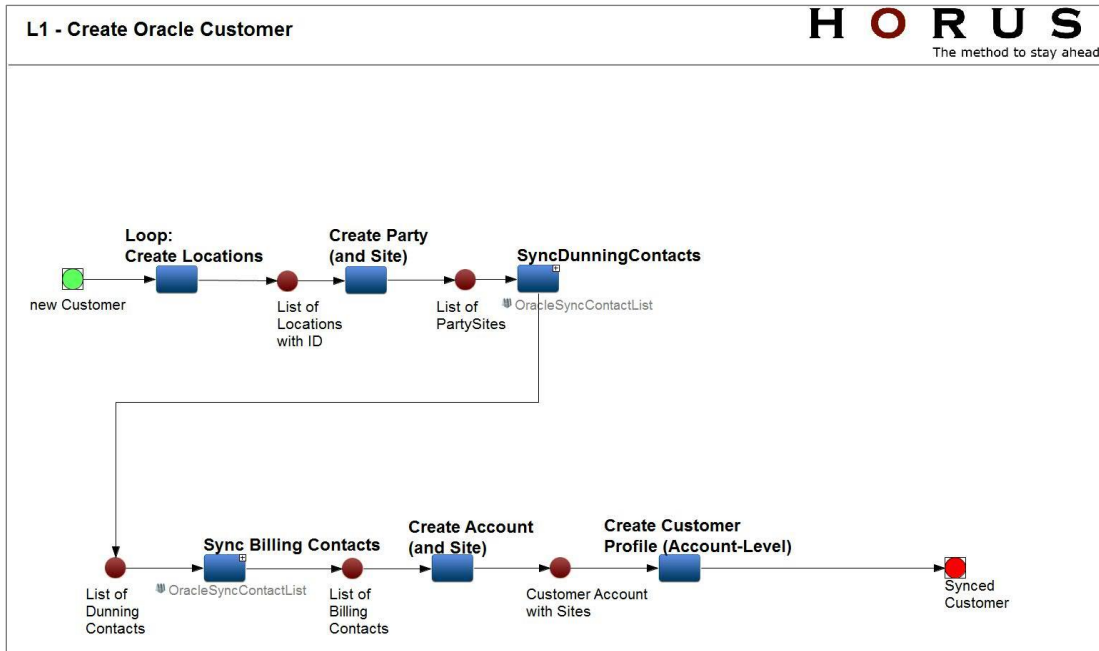 L1 - Create Oracle Customer
HORUS
The method to stay ahead
Loop:
Create Locations
Create Party
(and Site)
SyncDunningContacts
new Customer
List of
Locations
with ID
List of
PartySites
OracleSyncContactList
Sync Billing Contacts
Create Account
(and Site)
Create Customer
Profile (Account-Level)
List of
Dunning
Contacts
OracleSyncContactList
List of
Billing
Contacts
Customer Account
with Sites
Synced
Customer